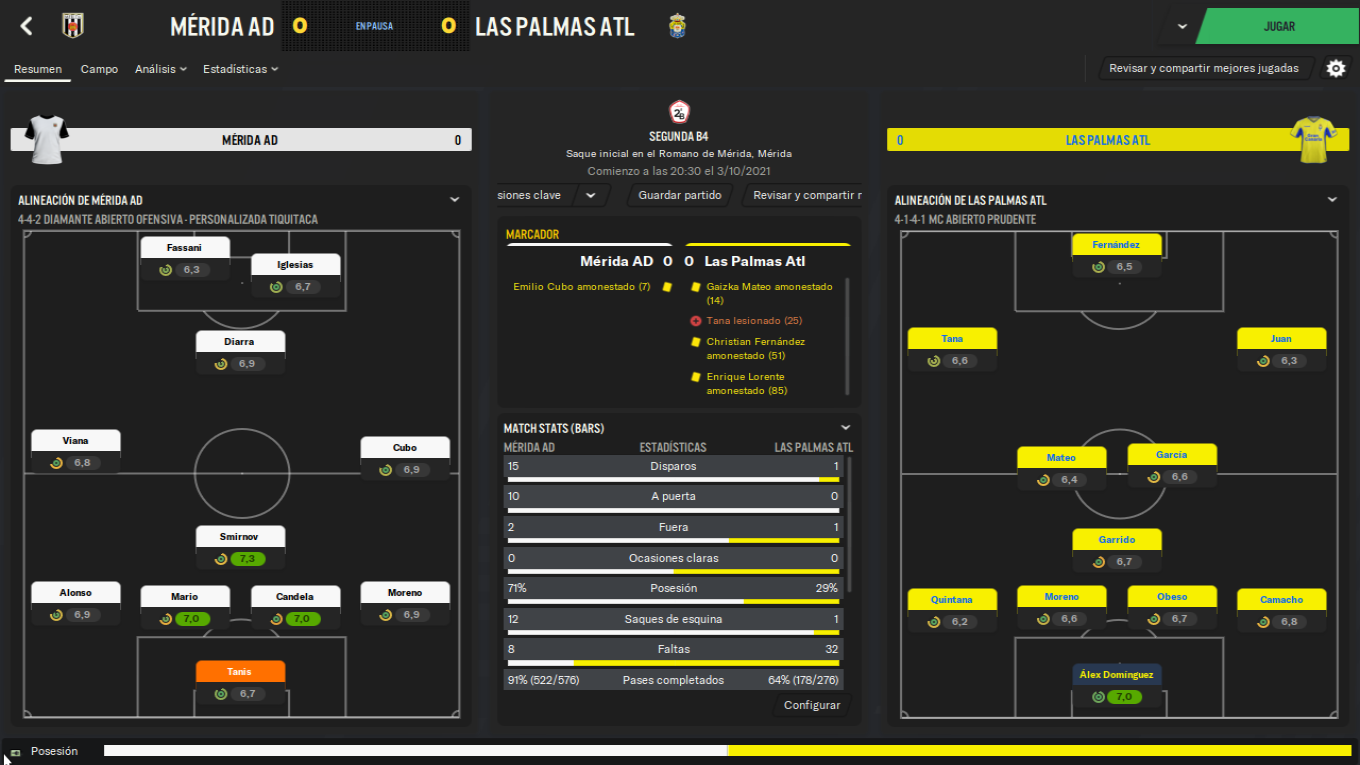 MÉRIDA AD 0 EN PAUSA 0 LAS PALMAS ATL
JUGAR
Resumen Campo Análisis Estadísticas
Revisar y compartir mejores jugadas
MÉRIDA AD 0
ALINEACIÓN DE MÉRIDA AD
4-4-2 DIAMANTE ABIERTO OFENSIVA - PERSONALIZADA TIQUITACA
Fassani
6,3
Iglesias
6,7
Diarra
6,9
Viana
6,8
Cubo
6,9
Smirnov
7,3
Alonso
6,9
Mario
7,0
Candela
7,0
Moreno
6,9
Tanis
6,7
2ªB
SEGUNDA B4
Saque inicial en el Romano de Mérida, Mérida
Comienzo a las 20:30 el 3/10/2021
siones clave
Guardar partido
Revisar y compartir r
MARCADOR
Mérida AD 0 0 Las Palmas Atl
Emilio Cubo amonestado (7)
Gaizka Mateo amonestado
(14)
Tana lesionado (25)
Christian Fernández
amonestado (51)
Enrique Lorente
amonestado (85)
MATCH STATS (BARS)
MÉRIDA AD ESTADÍSTICAS LAS PALMAS ATL
15 Disparos 1
10 A puerta 0
2 Fuera 1
0 Ocasiones claras 0
71% Posesión 29%
12 Saques de esquina 1
8 Faltas 32
91% (522/576) Pases completados 64% (178/276)
Configurar
0 LAS PALMAS ATL
ALINEACIÓN DE LAS PALMAS ATL
4-1-4-1 MC ABIERTO PRUDENTE
Fernández
6,5
Tana
6,6
Juan
6,3
Mateo
6,4
García
6,6
Garrido
6,7
Quintana
6,2
Moreno
6,6
Obeso
6,7
Camacho
6,8
Álex Domínguez
7,0
Posesión